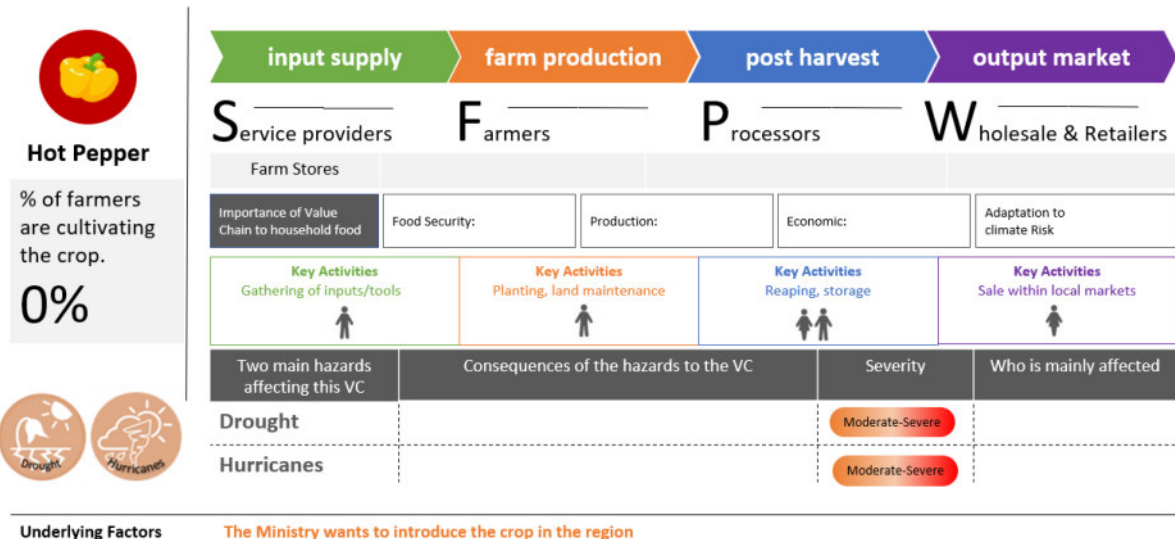 input supply
farm production
post harvest
output market
Service providers
Farmers
Processors
Wholesale & Retailers
Hot Pepper
Farm Stores
% of farmers
are cultivating
the crop.
0%
Importance of Value
Chain to household food
Food Security:
Production:
Economic:
Adaptation to
climate Risk
Key Activities
Gathering of inputs/tools
Key Activities
Planting, land maintenance
Key Activities
Reaping, storage
Key Activities
Sale within local markets
Two main hazards
affecting this VC
Consequences of the hazards to the VC
Severity
Who is mainly affected
Drought
Hurricanes
Drought
Moderate-Severe
Hurricanes
Moderate-Severe
Underlying Factors
The Ministry wants to introduce the crop in the region